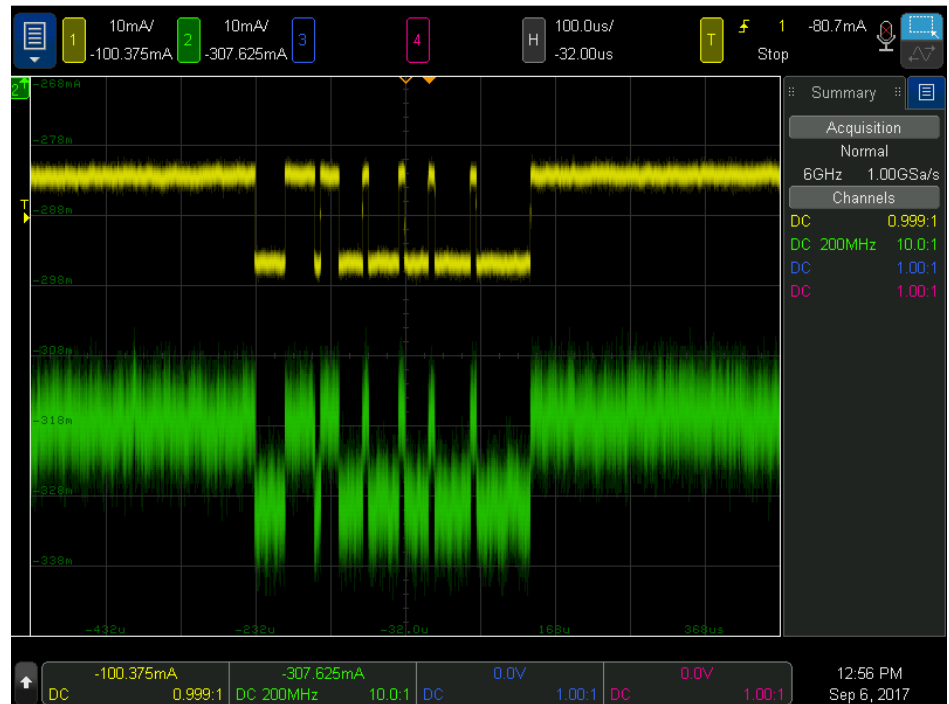 1 10mA/ -100.375mA
2 10mA/ -307.625mA
3
4
H 100.0us/ -32.00us
T 1 -80.7mA
Stop
2
-268mA
-278m
T
-288m
-298m
-308m
-318m
-328m
-338m
-432u -232u -32.0u 168u 368us
Summary
Acquisition
Normal
6GHz 1.00GSa/s
Channels
DC 0.999:1
DC 200MHz 10.0:1
DC 1.00:1
DC 1.00:1
-100.375mA -307.625mA 0.0V 0.0V
DC 0.999:1 DC 200MHz 10.0:1 DC 1.00:1 DC 1.00:1
12:56 PM
Sep 6, 2017